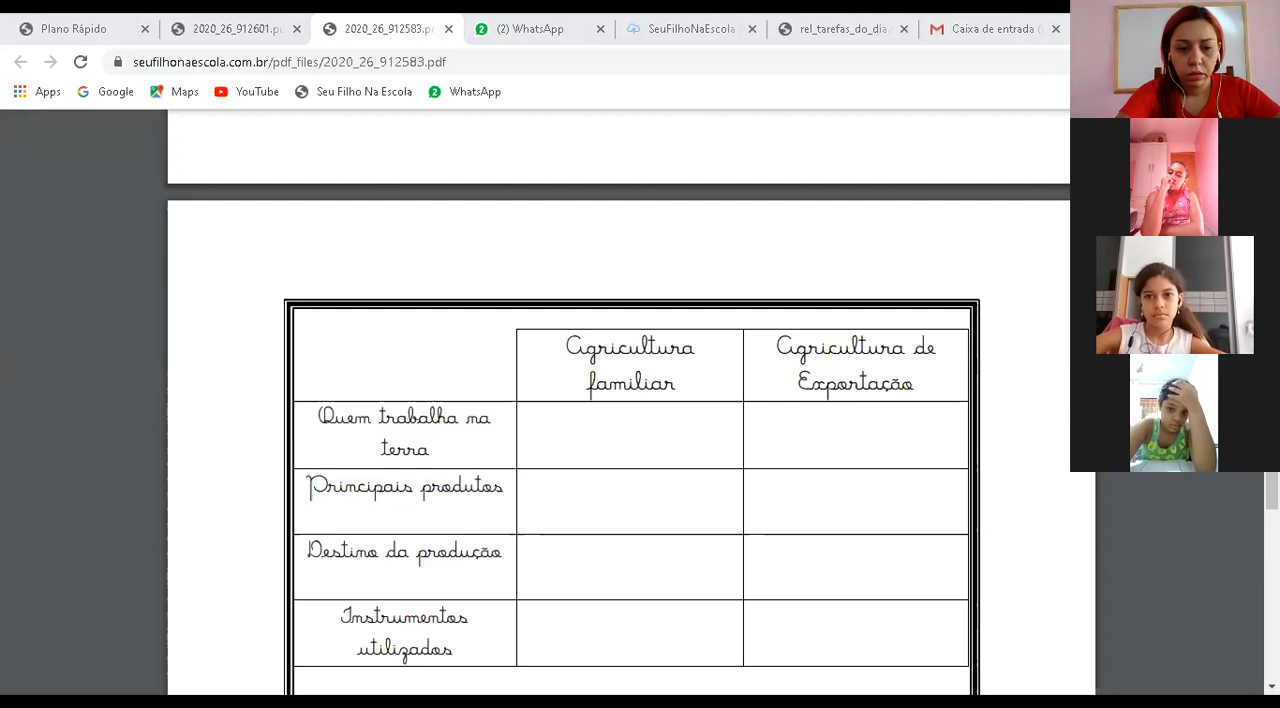 Plano Rápido
2020_26_912601.p
2020_26_912583.p
(2) WhatsApp
SeuFilhoNaEscola
rel_tarefas_do_dia.
Caixa de entrada (
seufilhonaescola.com.br/pdf_files/2020_26_912583.pdf
Apps
Google
Maps
YouTube
Seu Filho Na Escola
2 WhatsApp
Agricultura
familiar
Agricultura de
Exportação
Quem trabalha na
terra
Principais produtos
Destino da produção
Instrumentos
utilizados